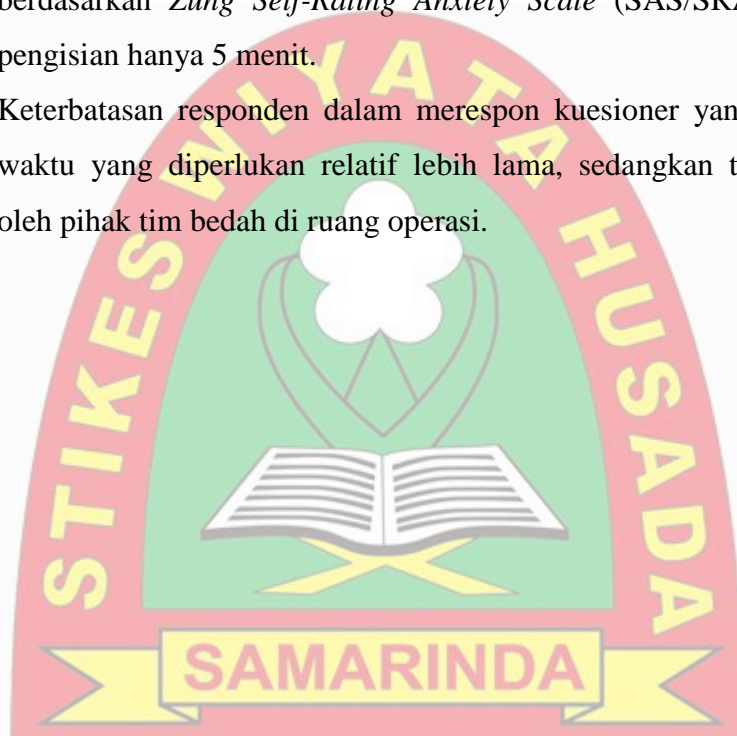 berdasarkan Zung Self-Rating Anxiety Scale (SAS/SRA
pengisian hanya 5 menit.
Keterbatasan responden dalam merespon kuesioner yan
waktu yang diperlukan relatif lebih lama, sedangkan t
oleh pihak tim bedah di ruang operasi.
STIKES WIYATA HUSADA
SAMARINDA